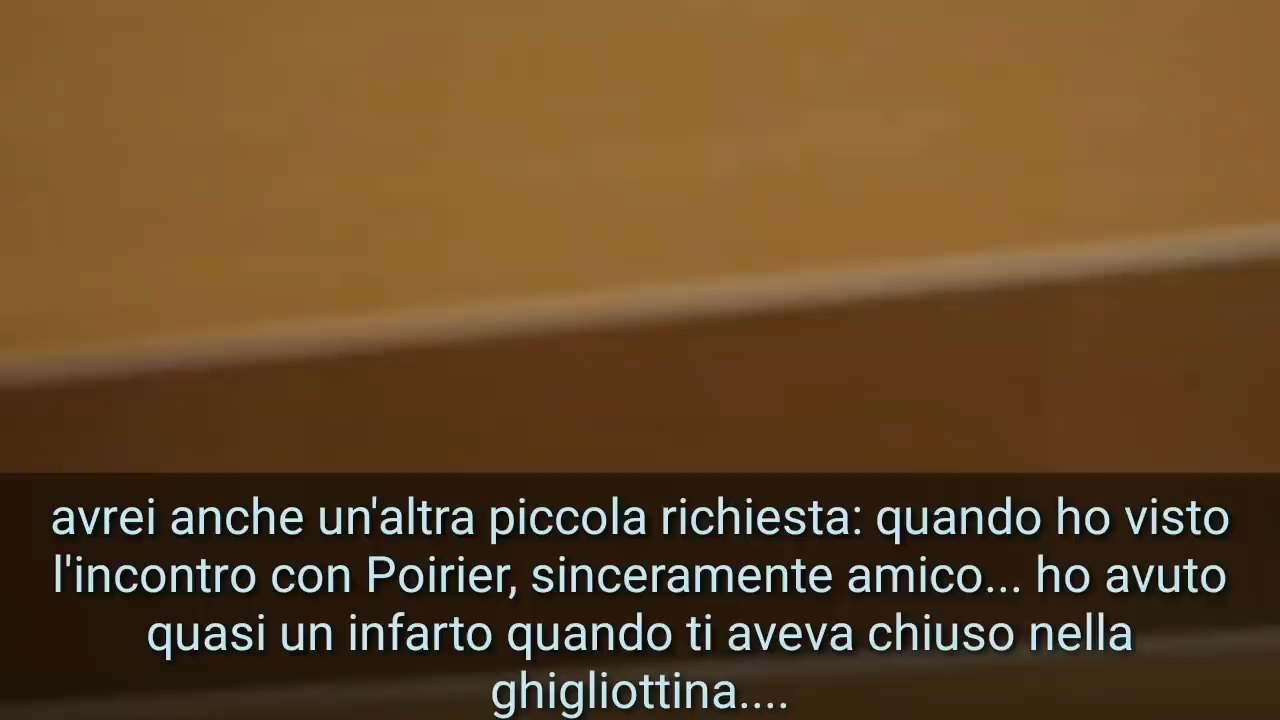 avrei anche un'altra piccola richiesta: quando ho visto
l'incontro con Poirier, sinceramente amico... ho avuto
quasi un infarto quando ti aveva chiuso nella
ghigliottina....